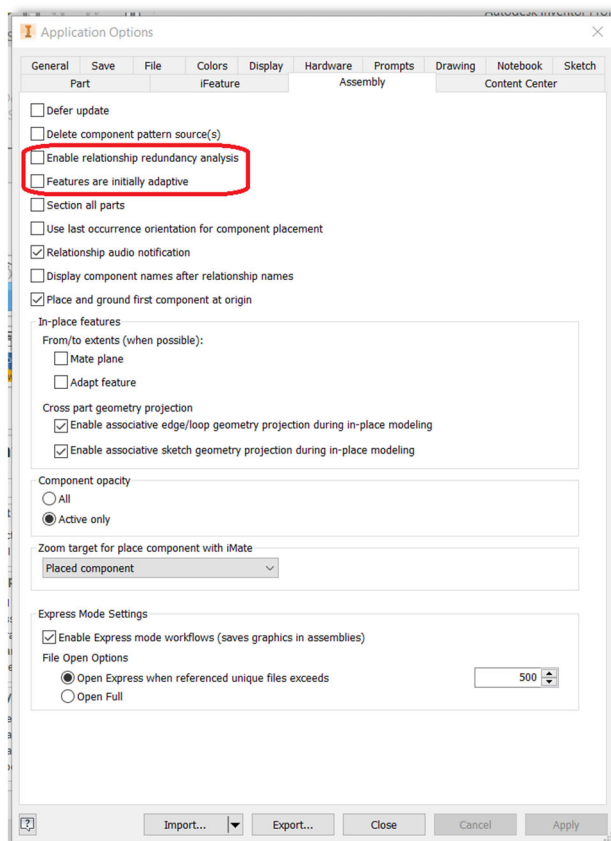 Application Options
General Save File Colors Display Hardware Prompts Drawing Notebook Sketch
Part iFeature Assembly Content Center
Defer update
Delete component pattern source(s)
Enable relationship redundancy analysis
Features are initially adaptive
Section all parts
Use last occurrence orientation for component placement
Relationship audio notification
Display component names after relationship names
Place and ground first component at origin
In-place features
From/to extents (when possible):
Mate plane
Adapt feature
Cross part geometry projection
Enable associative edge/loop geometry projection during in-place modeling
Enable associative sketch geometry projection during in-place modeling
Component opacity
All
Active only
Zoom target for place component with iMate
Placed component
Express Mode Settings
Enable Express mode workflows (saves graphics in assemblies)
File Open Options
Open Express when referenced unique files exceeds 500
Open Full
Import... Export... Close Cancel Apply